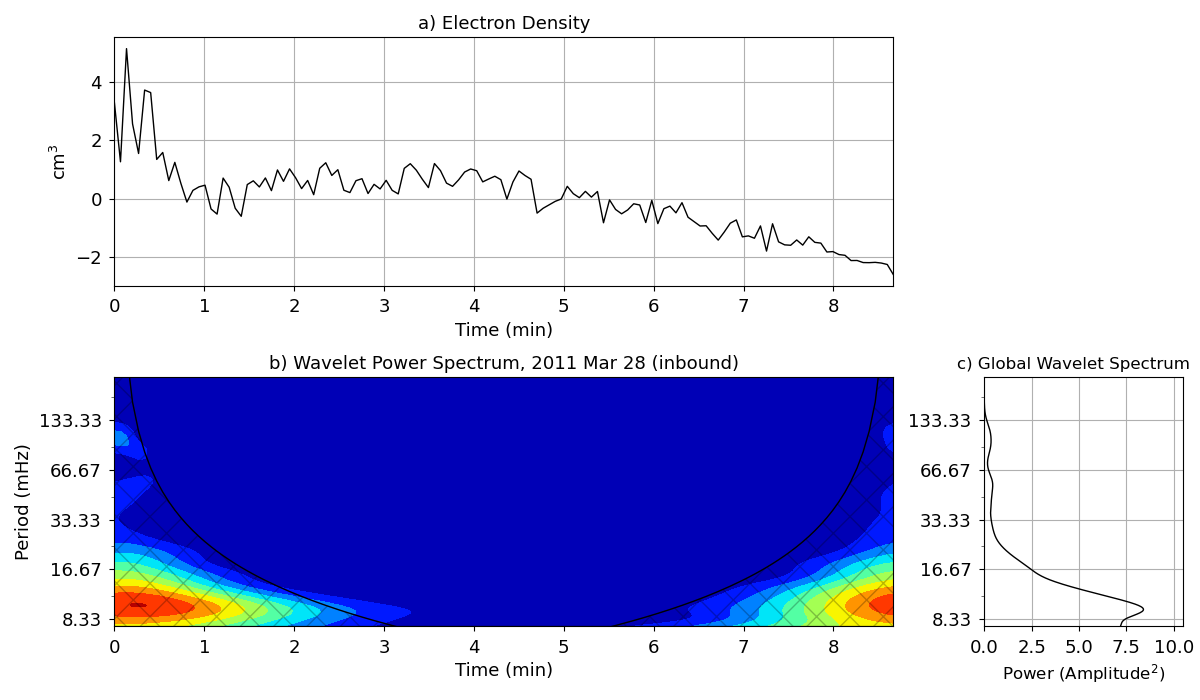 a) Electron Density
cm³
4
2
0
−2
0 1 2 3 4 5 6 7 8
Time (min)
b) Wavelet Power Spectrum, 2011 Mar 28 (inbound)
Period (mHz)
133.33
66.67
33.33
16.67
8.33
0 1 2 3 4 5 6 7 8
Time (min)
c) Global Wavelet Spectrum
133.33
66.67
33.33
16.67
8.33
0.0 2.5 5.0 7.5 10.0
Power (Amplitude²)